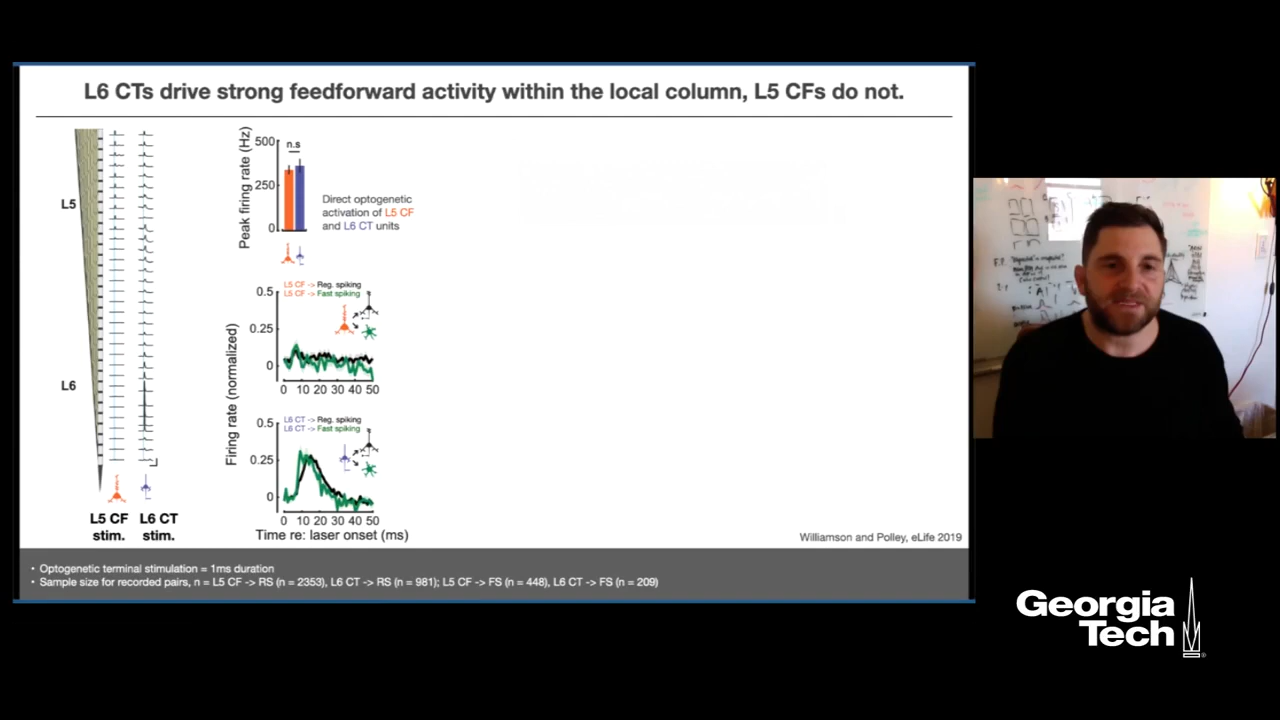 L6 CTs drive strong feedforward activity within the local column, L5 CFs do not.
L5
L6
L5 CF
stim.
L6 CT
stim.
Peak firing rate (Hz)
500
250
0
n.s
Direct optogenetic
activation of L5 CF
and L6 CT units
Firing rate (normalized)
L5 CF -> Reg. spiking
L5 CF -> Fast spiking
0.5
0.25
0
0 10 20 30 40 50
L6 CT -> Reg. spiking
L6 CT -> Fast spiking
0.5
0.25
0
0 10 20 30 40 50
Time re: laser onset (ms)
Williamson and Polley, eLife 2019
• Optogenetic terminal stimulation = 1ms duration
• Sample size for recorded pairs, n = L5 CF -> RS (n = 2353), L6 CT -> RS (n = 981); L5 CF -> FS (n = 448), L6 CT -> FS (n = 209)
Georgia
Tech